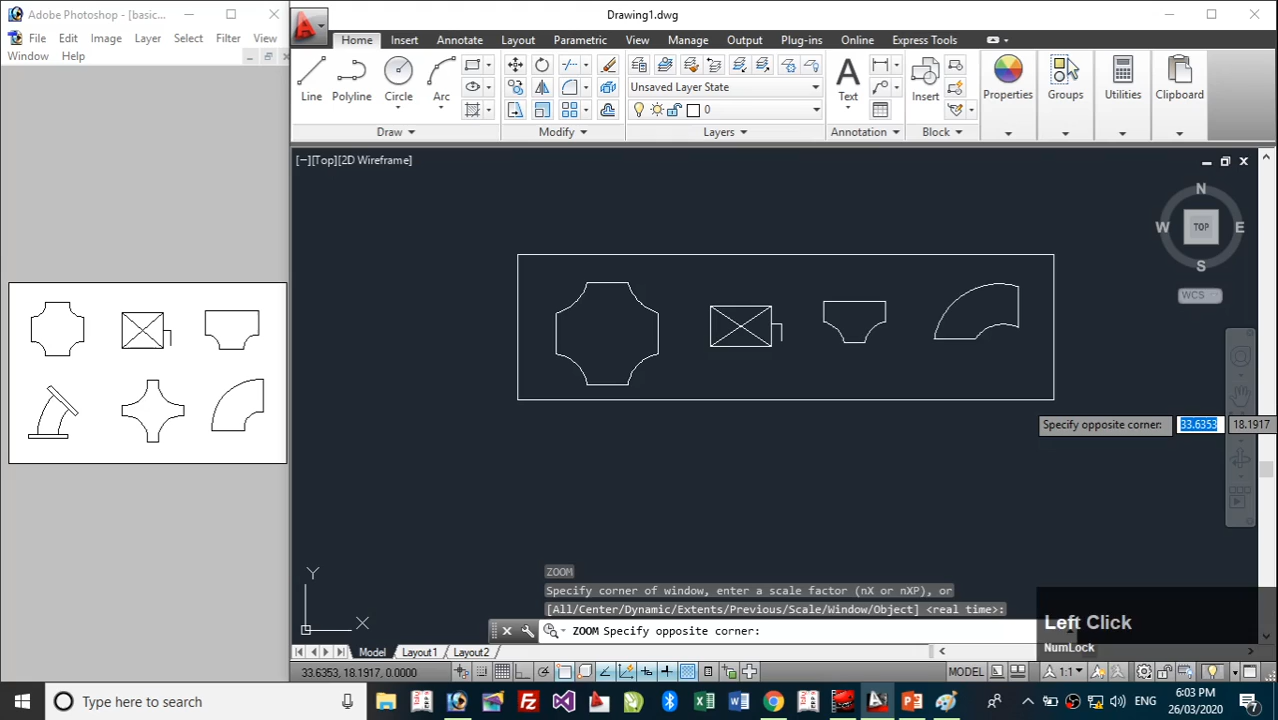 Adobe Photoshop - [basic...
File Edit Image Layer Select Filter View
Window Help
Drawing1.dwg
Home Insert Annotate Layout Parametric View Manage Output Plug-ins Online Express Tools
Line Polyline Circle Arc
Unsaved Layer State
0
Text
Insert
Properties Groups Utilities Clipboard
Draw Modify Layers Annotation Block
[−][Top][2D Wireframe]
N
W TOP E
S
WCS
Specify opposite corner: 33.6353 18.1917
Y
X
ZOOM
Specify corner of window, enter a scale factor (nX or nXP), or
[All/Center/Dynamic/Extents/Previous/Scale/Window/Object] <real time>:
ZOOM Specify opposite corner:
Left Click
NumLock
Model Layout1 Layout2
33.6353, 18.1917, 0.0000
MODEL 1:1
Type here to search
ENG
6:03 PM
26/03/2020